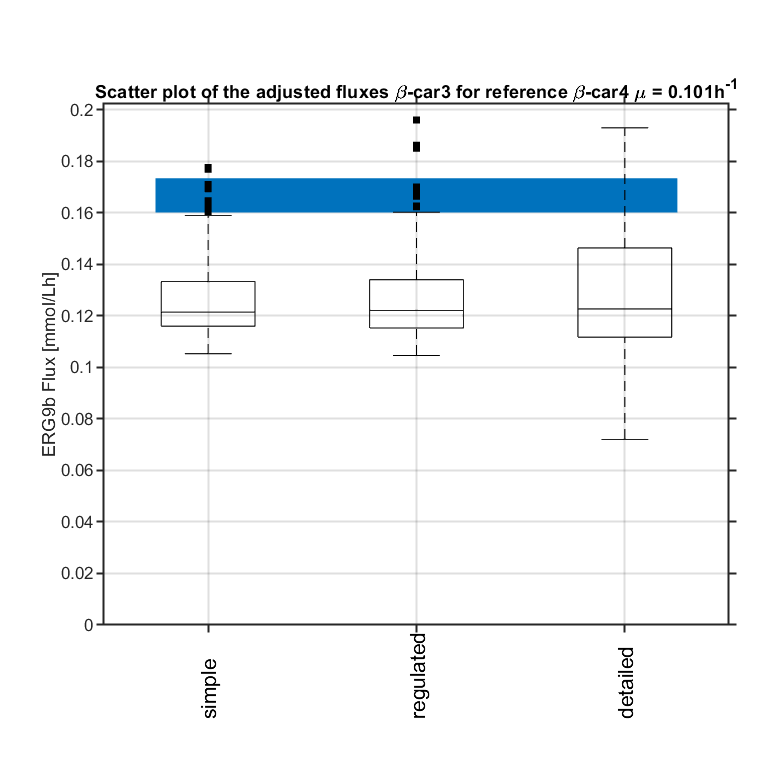 Scatter plot of the adjusted fluxes β-car3 for reference β-car4 μ = 0.101h⁻¹
0.2
0.18
0.16
0.14
0.12
0.1
0.08
0.06
0.04
0.02
0
ERG9b Flux [mmol/Lh]
simple
regulated
detailed